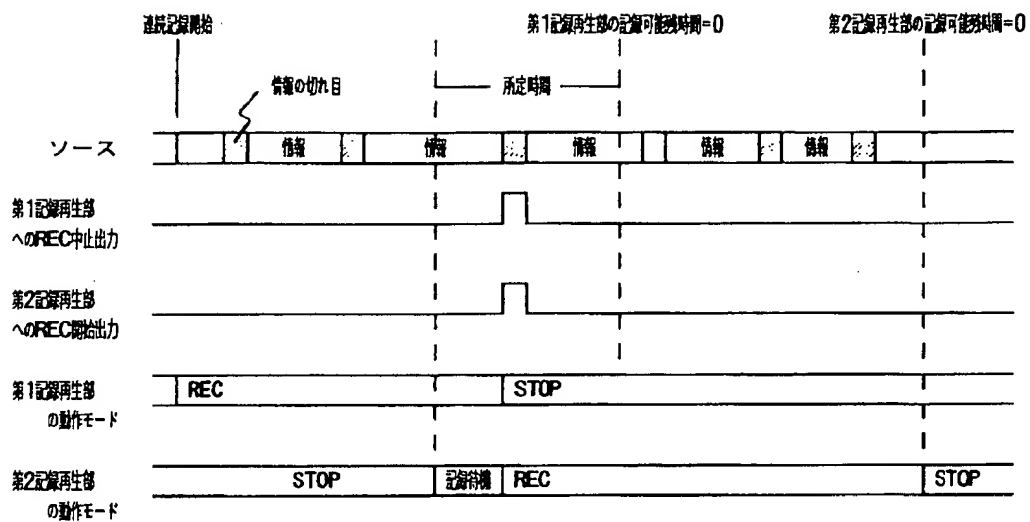 連続記録開始
第1記録再生部の記録可能残時間=0
第2記録再生部の記録可能残時間=0
情報の切れ目
所定時間
ソース
情報
情報
情報
情報
情報
第1記録再生部
へのREC中止出力
第2記録再生部
へのREC開始出力
第1記録再生部
の動作モード
REC
STOP
第2記録再生部
の動作モード
STOP
記録待機
REC
STOP